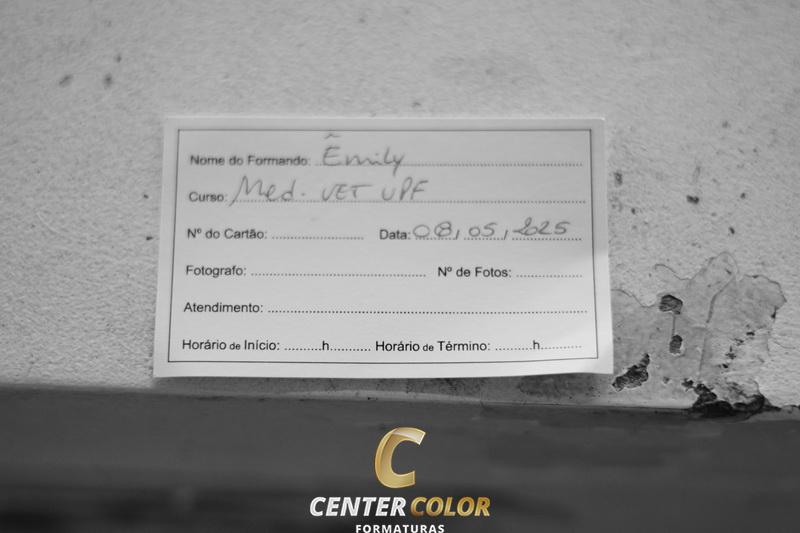 Nome do Formando: Êmily
Curso: Med. VET UPF
Nº do Cartão: Data: 08/05/2025
Fotografo: Nº de Fotos:
Atendimento:
Horário de Início: h Horário de Término: h
C
CENTER COLOR
FORMATURAS